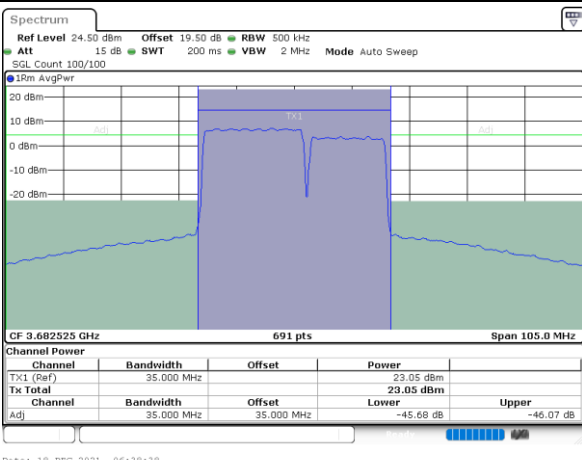 Spectrum
Ref Level 24.50 dBm Offset 19.50 dB RBW 500 kHz
Att 15 dB SWT 200 ms VBW 2 MHz Mode Auto Sweep
SGL Count 100/100
1Rm AvgPwr
20 dBm
TX1
10 dBm
Adj Adj
0 dBm
-10 dBm
-20 dBm
CF 3.682525 GHz 691 pts Span 105.0 MHz
Channel Power
Channel Bandwidth Offset Power
TX1 (Ref) 35.000 MHz 23.05 dBm
Tx Total 23.05 dBm
Channel Bandwidth Offset Lower Upper
Adj 35.000 MHz 35.000 MHz -45.68 dB -46.07 dB
Ready